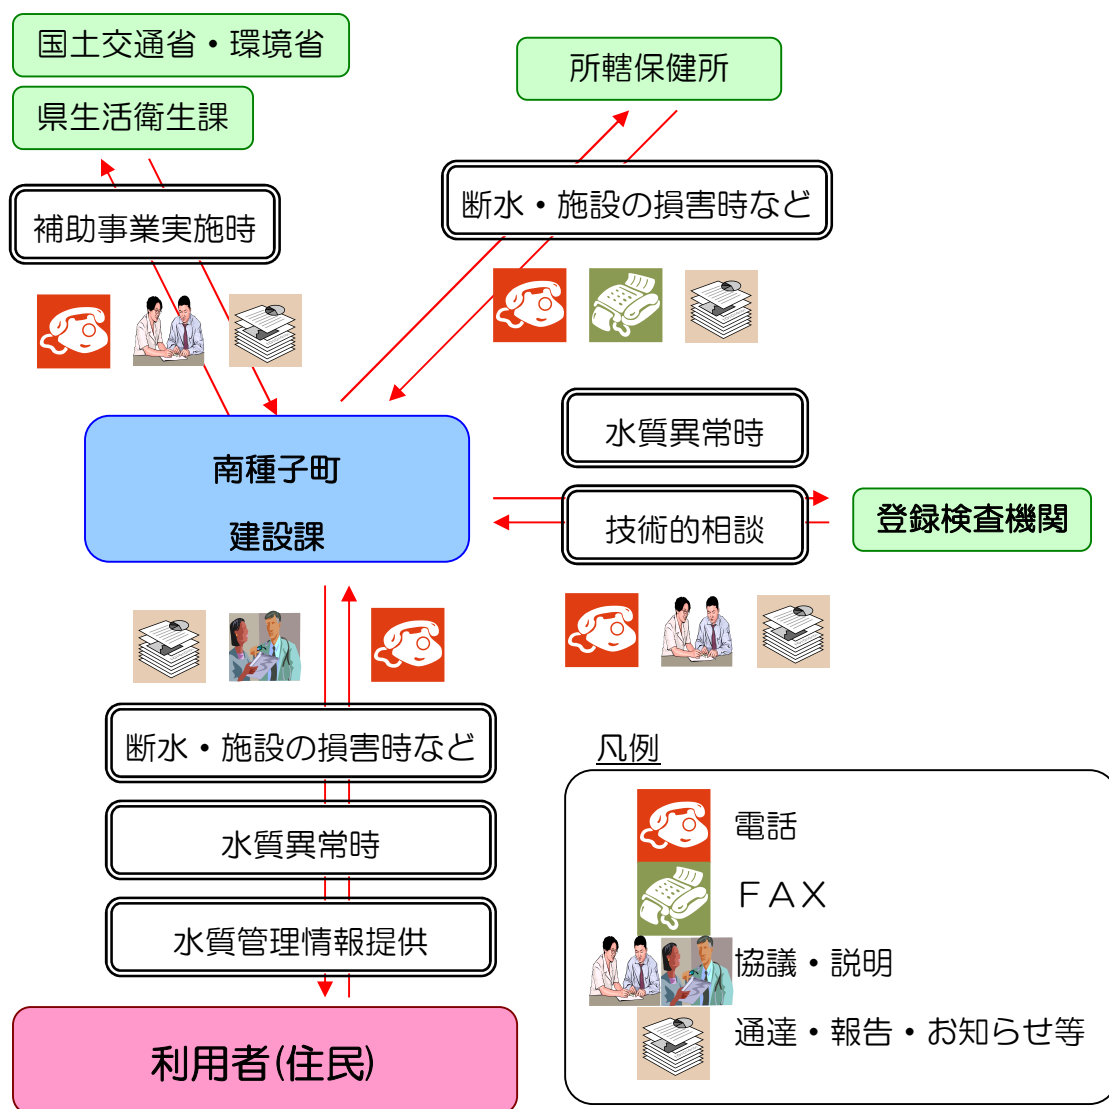 国土交通省・環境省
県生活衛生課
所轄保健所
補助事業実施時
断水・施設の損害時など
南種子町
建設課
水質異常時
技術的相談
登録検査機関
断水・施設の損害時など
水質異常時
水質管理情報提供
利用者(住民)
凡例
電話
ＦＡＸ
協議・説明
通達・報告・お知らせ等